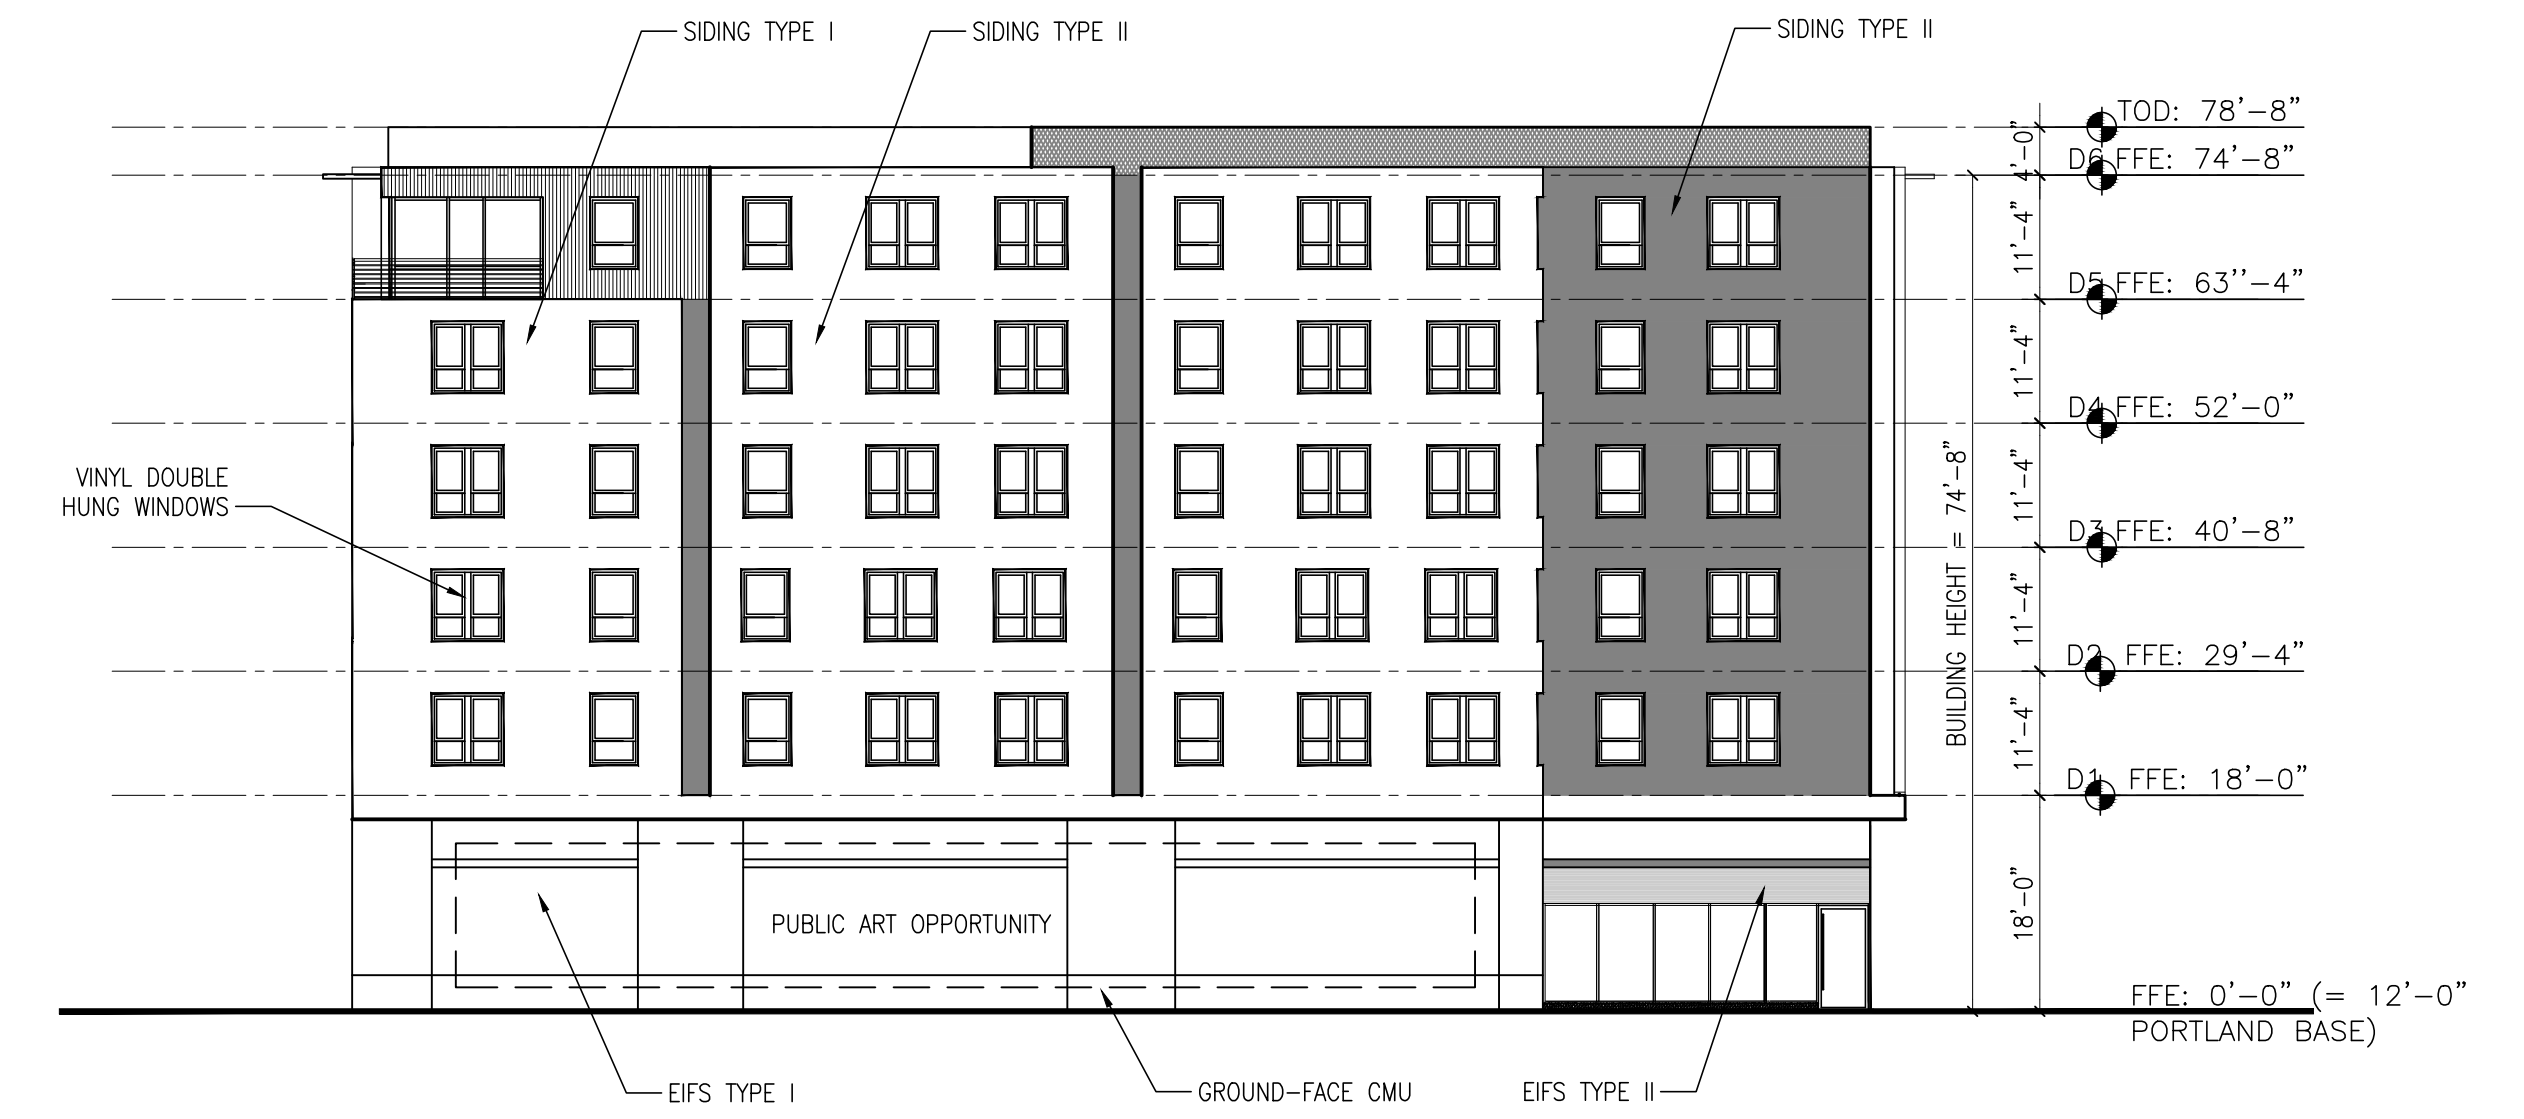 SIDING TYPE I
SIDING TYPE II
SIDING TYPE II
TOD: 78'-8"
4'-0"
D6 FFE: 74'-8"
11'-4"
D5 FFE: 63''-4"
11'-4"
D4 FFE: 52'-0"
VINYL DOUBLE
HUNG WINDOWS
BUILDING HEIGHT = 74'-8"
11'-4"
D3 FFE: 40'-8"
11'-4"
D2 FFE: 29'-4"
11'-4"
D1 FFE: 18'-0"
PUBLIC ART OPPORTUNITY
18'-0"
FFE: 0'-0" (= 12'-0"
PORTLAND BASE)
EIFS TYPE I
GROUND-FACE CMU
EIFS TYPE II